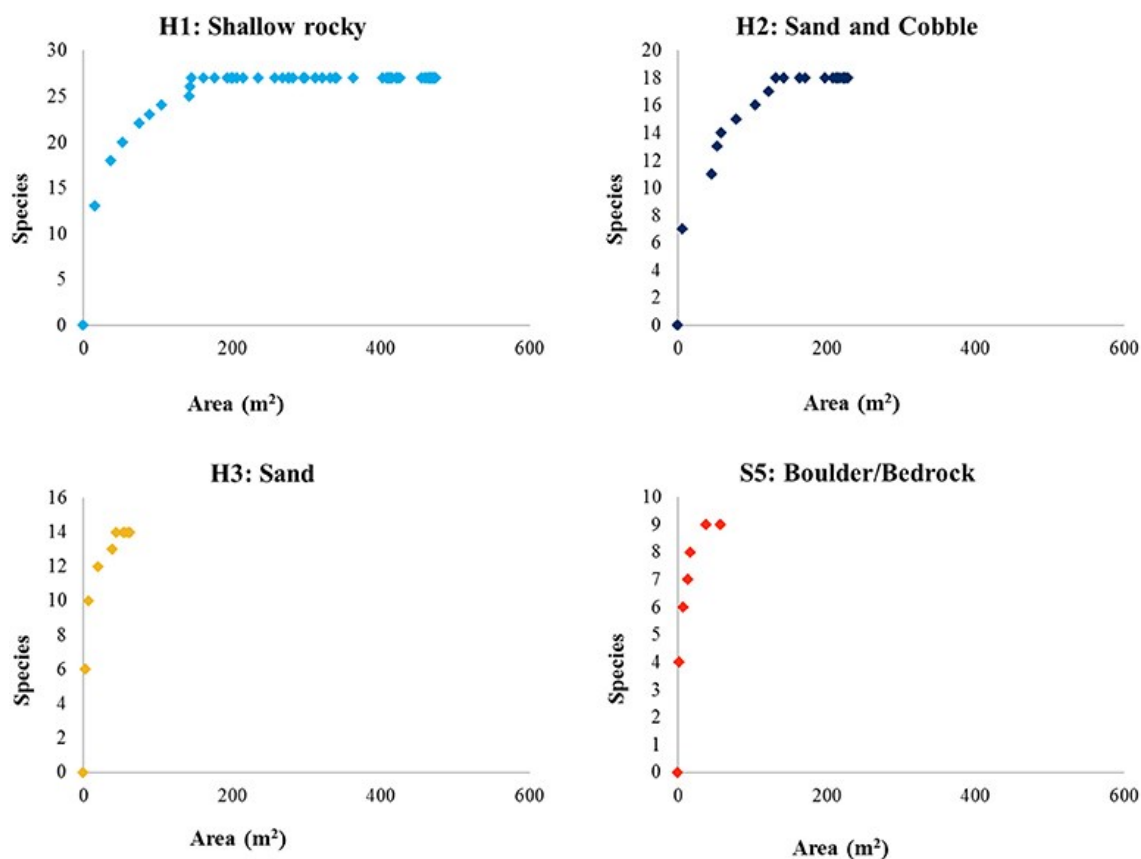 H1: Shallow rocky
30
25
20
15
10
5
0
Species
0 200 400 600
Area (m²)
H2: Sand and Cobble
20
18
16
14
12
10
8
6
4
2
0
Species
0 200 400 600
Area (m²)
H3: Sand
16
14
12
10
8
6
4
2
0
Species
0 200 400 600
Area (m²)
S5: Boulder/Bedrock
10
9
8
7
6
5
4
3
2
1
0
Species
0 200 400 600
Area (m²)